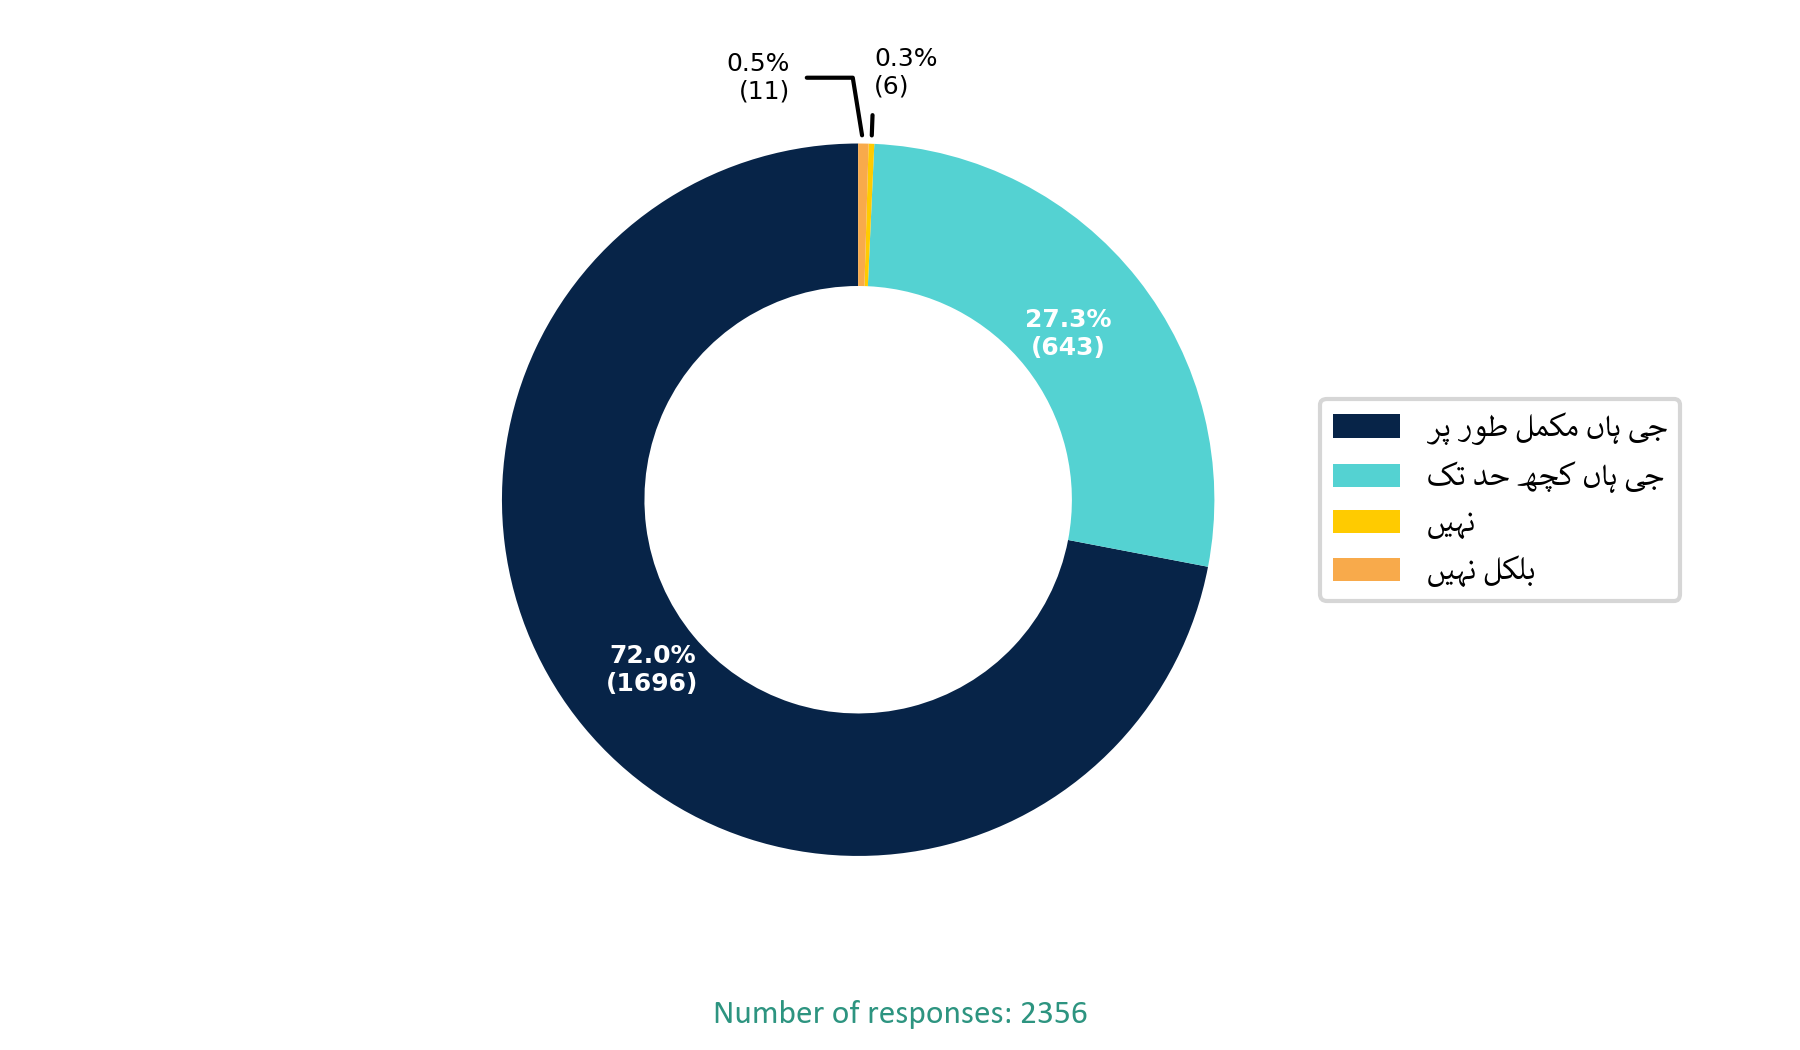 0.5%
(11)
0.3%
(6)
27.3%
(643)
72.0%
(1696)
جی ہاں مکمل طور پر
جی ہاں کچھ حد تک
نہیں
بلکل نہیں
Number of responses: 2356